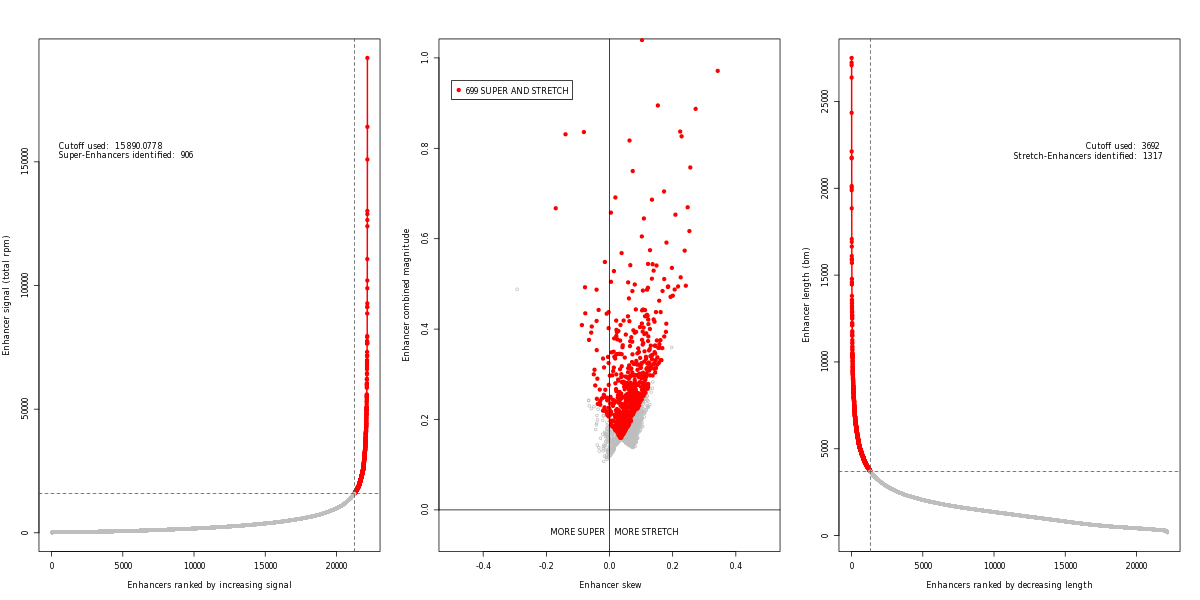 Cutoff used: 15890.0778
Super-Enhancers identified: 906
Enhancer signal (total rpm)
0
50000
100000
150000
0
5000
10000
15000
20000
Enhancers ranked by increasing signal
699 SUPER AND STRETCH
Enhancer combined magnitude
0.0
0.2
0.4
0.6
0.8
1.0
MORE SUPER
MORE STRETCH
-0.4
-0.2
0.0
0.2
0.4
Enhancer skew
Cutoff used: 3692
Stretch-Enhancers identified: 1317
Enhancer length (bm)
0
5000
10000
15000
20000
25000
0
5000
10000
15000
20000
Enhancers ranked by decreasing length